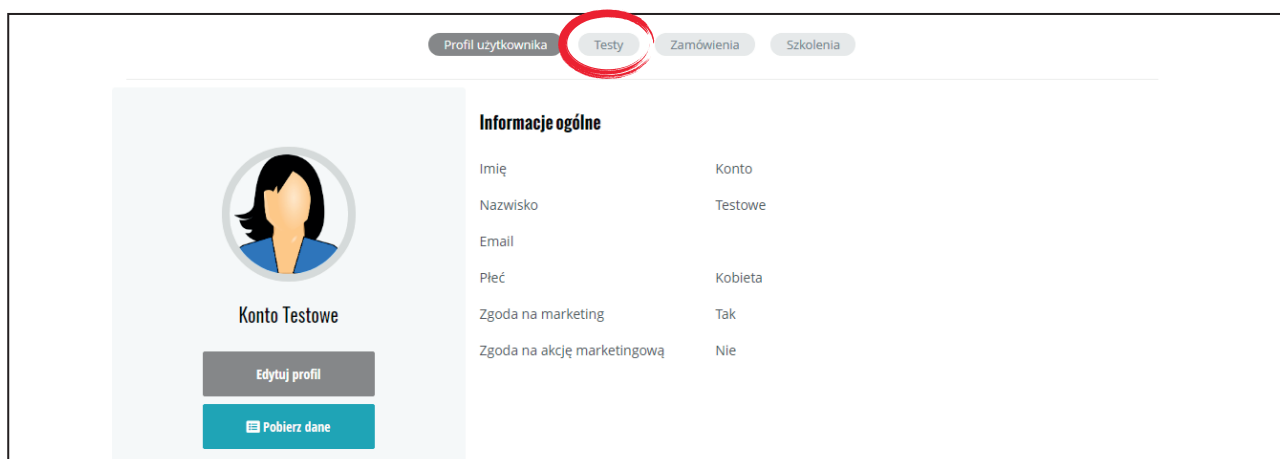 Profil użytkownika Testy Zamówienia Szkolenia
Informacje ogólne
Imię Konto
Nazwisko Testowe
Email
Płeć Kobieta
Zgoda na marketing Tak
Zgoda na akcję marketingową Nie
Konto Testowe
Edytuj profil
Pobierz dane